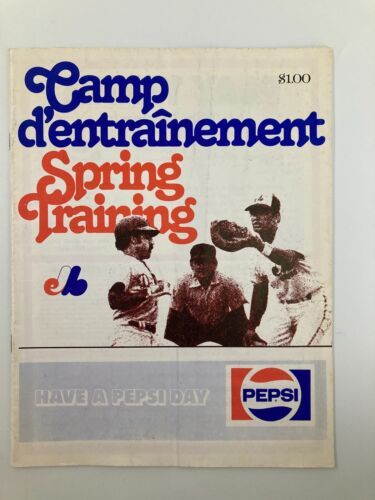 Camp
$1.00
d'entraînement
Spring
Training
HAVE A PEPSI DAY
PEPSI